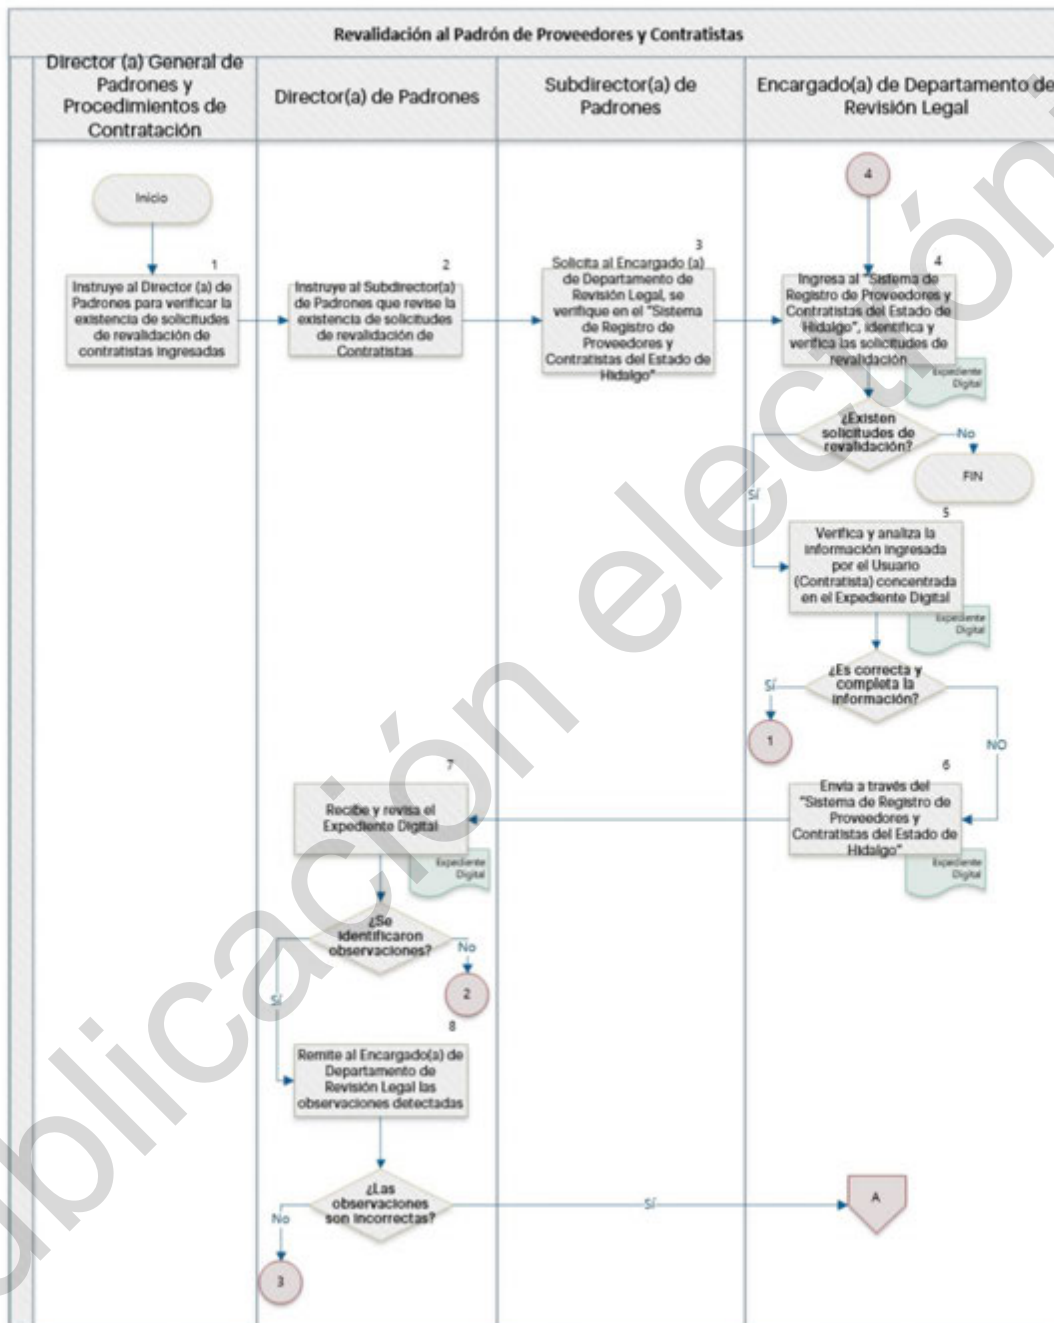 Revalidación al Padrón de Proveedores y Contratistas
Director (a) General de
Padrones y
Procedimientos de
Contratación
Director(a) de Padrones
Subdirector(a) de
Padrones
Encargado(a) de Departamento de
Revisión Legal
Inicio
4
1
Instruye al Director (a) de
Padrones para verificar la
existencia de solicitudes
de revalidación de
contratistas ingresadas
2
Instruye al Subdirector(a)
de Padrones que revise la
existencia de solicitudes
de revalidación de
Contratistas
3
Solicita al Encargado (a)
de Departamento de
Revisión Legal, se
verifique en el "Sistema
de Registro de
Proveedores y
Contratistas del Estado de
Hidalgo"
4
Ingresa al "Sistema de
Registro de Proveedores y
Contratistas del Estado de
Hidalgo", identifica y
verifica las solicitudes de
revalidación
Expediente
Digital
¿Existen
solicitudes de
revalidación?
No
FIN
Sí
5
Verifica y analiza la
información ingresada
por el Usuario
(Contratista) concentrada
en el Expediente Digital
Expediente
Digital
¿Es correcta y
completa la
información?
Sí
1
NO
6
Envía a través del
"Sistema de Registro de
Proveedores y
Contratistas del Estado de
Hidalgo"
Expediente
Digital
7
Recibe y revisa el
Expediente Digital
Expediente
Digital
¿Se
identificaron
observaciones?
No
2
Sí
8
Remite al Encargado(a) de
Departamento de
Revisión Legal las
observaciones detectadas
¿Las
observaciones
son incorrectas?
No
3
Sí
A
ublicación electróni